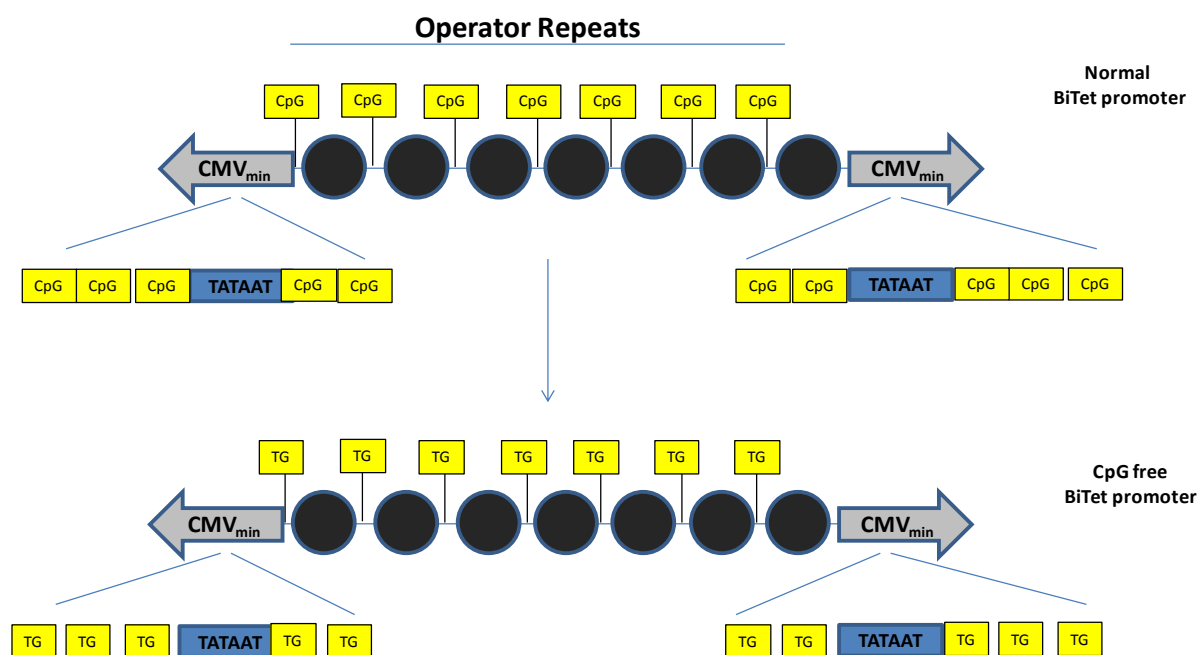 Operator Repeats
Normal
BiTet promoter
CpG CpG CpG CpG CpG CpG CpG
CMVmin CMVmin
CpG CpG CpG TATAAT CpG CpG CpG CpG TATAAT CpG CpG CpG
TG TG TG TG TG TG TG
CpG free
BiTet promoter
CMVmin CMVmin
TG TG TG TATAAT TG TG TG TG TATAAT TG TG TG